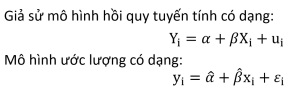 Giả sử mô hình hồi quy tuyến tính có dạng:
Yᵢ = α + βXᵢ + uᵢ
Mô hình ước lượng có dạng:
yᵢ = α̂ + β̂xᵢ + εᵢ